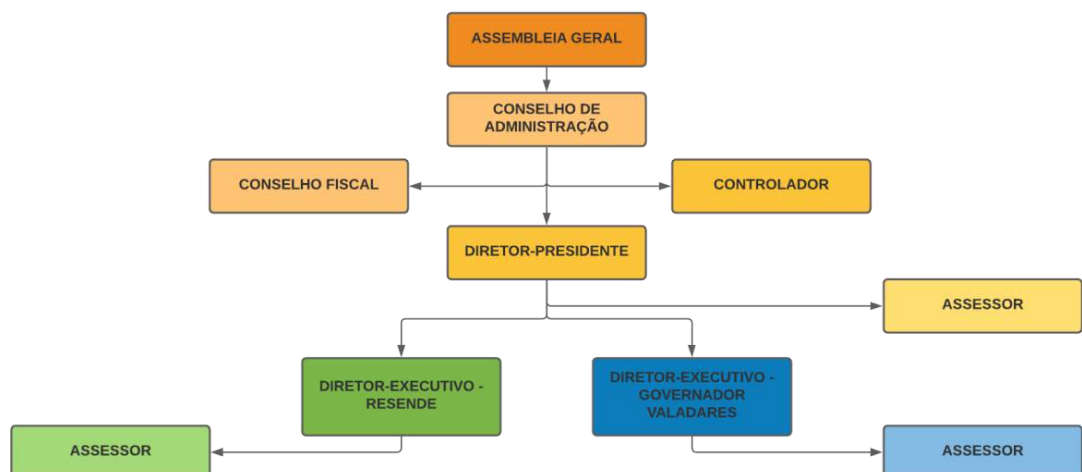 ASSEMBLEIA GERAL
CONSELHO DE
ADMINISTRAÇÃO
CONSELHO FISCAL
CONTROLADOR
DIRETOR-PRESIDENTE
ASSESSOR
DIRETOR-EXECUTIVO -
RESENDE
DIRETOR-EXECUTIVO -
GOVERNADOR
VALADARES
ASSESSOR
ASSESSOR